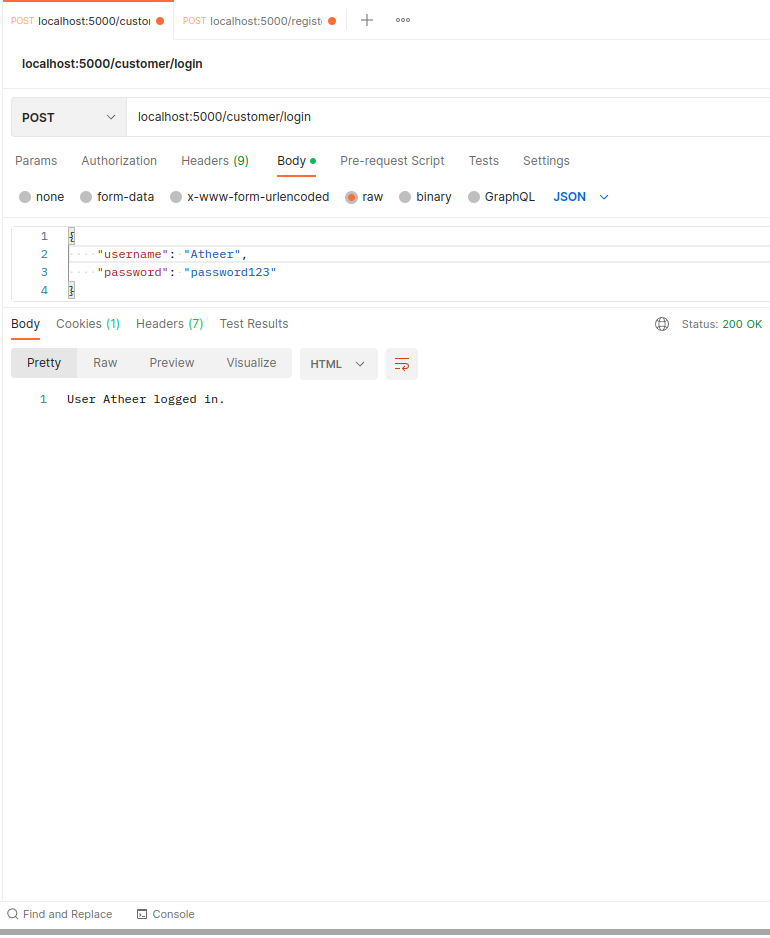 POST localhost:5000/custor POST localhost:5000/regist
localhost:5000/customer/login
POST localhost:5000/customer/login
Params Authorization Headers (9) Body Pre-request Script Tests Settings
none form-data x-www-form-urlencoded raw binary GraphQL JSON
1 {
2 "username": "Atheer",
3 "password": "password123"
4 }
Body Cookies (1) Headers (7) Test Results Status: 200 OK
Pretty Raw Preview Visualize HTML
1 User Atheer logged in.
Find and Replace Console